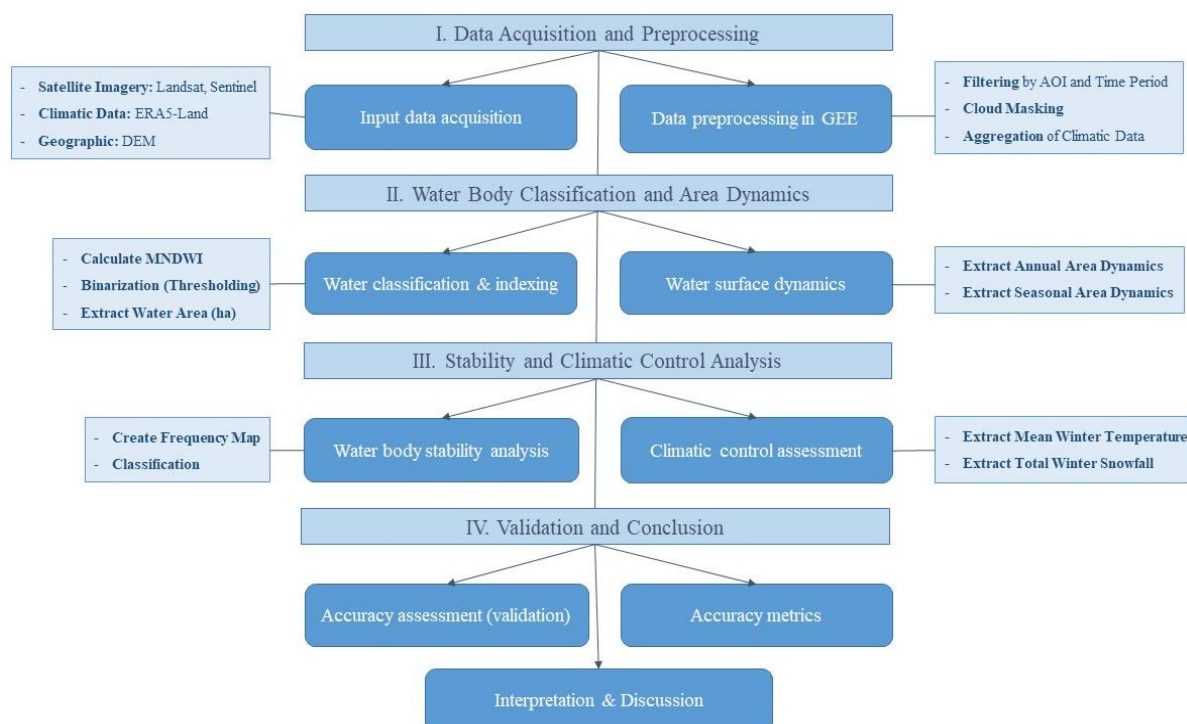 I. Data Acquisition and Preprocessing
- Satellite Imagery: Landsat, Sentinel
- Climatic Data: ERA5-Land
- Geographic: DEM
Input data acquisition
Data preprocessing in GEE
- Filtering by AOI and Time Period
- Cloud Masking
- Aggregation of Climatic Data
II. Water Body Classification and Area Dynamics
- Calculate MNDWI
- Binarization (Thresholding)
- Extract Water Area (ha)
Water classification & indexing
Water surface dynamics
- Extract Annual Area Dynamics
- Extract Seasonal Area Dynamics
III. Stability and Climatic Control Analysis
- Create Frequency Map
- Classification
Water body stability analysis
Climatic control assessment
- Extract Mean Winter Temperature
- Extract Total Winter Snowfall
IV. Validation and Conclusion
Accuracy assessment (validation)
Accuracy metrics
Interpretation & Discussion